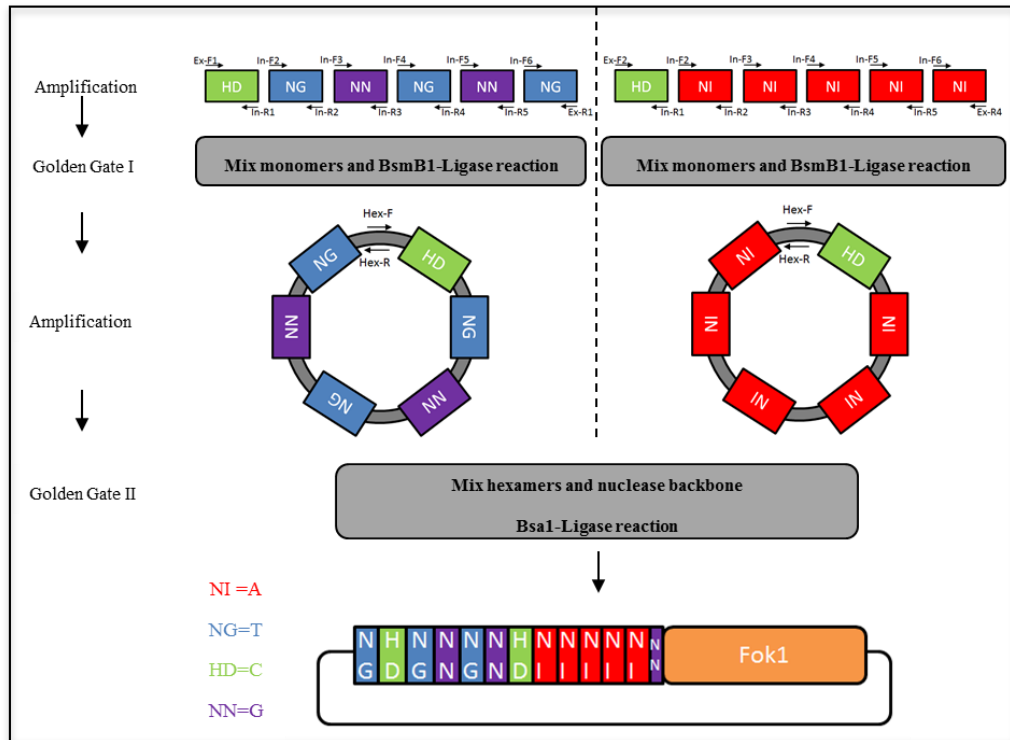 Ex-F1 In-F2 In-F3 In-F4 In-F5 In-F6
HD NG NN NG NN NG
In-R1 In-R2 In-R3 In-R4 In-R5 Ex-R1
Ex-F2 In-F2 In-F3 In-F4 In-F5 In-F6
HD NI NI NI NI NI
In-R1 In-R2 In-R3 In-R4 In-R5 Ex-R4
Amplification
Golden Gate I
Mix monomers and BsmB1-Ligase reaction
Mix monomers and BsmB1-Ligase reaction
Hex-F
Hex-R
NG HD
NN NG
NG NN
Hex-F
Hex-R
NI HD
NI NI
NI NI
Amplification
Golden Gate II
Mix hexamers and nuclease backbone
Bsa1-Ligase reaction
NI =A
NG=T
HD=C
NN=G
N H N N N N H N N N N N N
G D G N G N D I I I I I N
Fok1